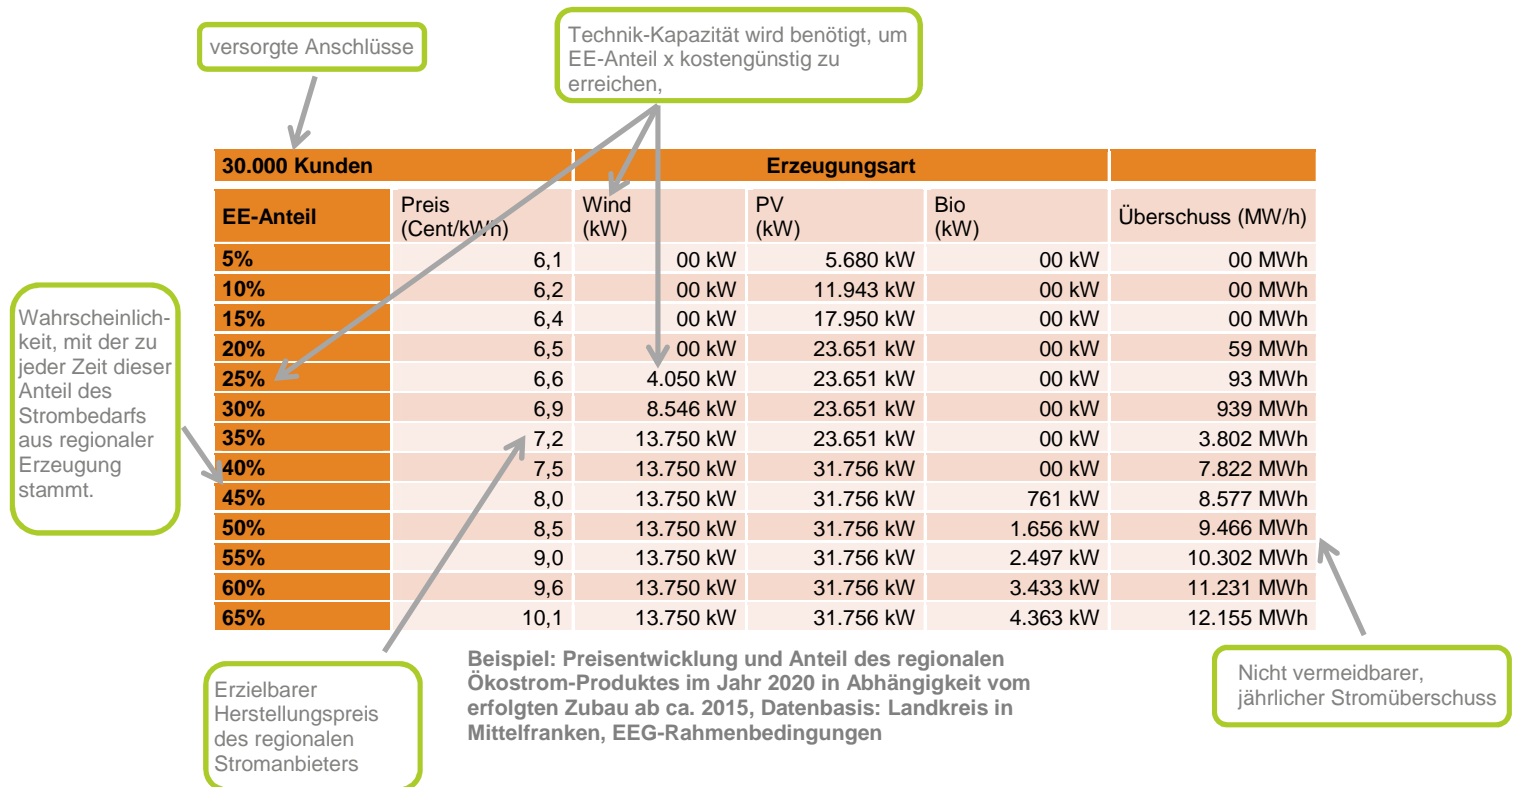 versorgte Anschlüsse
Technik-Kapazität wird benötigt, um
EE-Anteil x kostengünstig zu
erreichen,
30.000 Kunden Erzeugungsart
EE-Anteil Preis (Cent/kWh) Wind (kW) PV (kW) Bio (kW) Überschuss (MW/h)
5% 6,1 00 kW 5.680 kW 00 kW 00 MWh
10% 6,2 00 kW 11.943 kW 00 kW 00 MWh
15% 6,4 00 kW 17.950 kW 00 kW 00 MWh
20% 6,5 00 kW 23.651 kW 00 kW 59 MWh
25% 6,6 4.050 kW 23.651 kW 00 kW 93 MWh
30% 6,9 8.546 kW 23.651 kW 00 kW 939 MWh
35% 7,2 13.750 kW 23.651 kW 00 kW 3.802 MWh
40% 7,5 13.750 kW 31.756 kW 00 kW 7.822 MWh
45% 8,0 13.750 kW 31.756 kW 761 kW 8.577 MWh
50% 8,5 13.750 kW 31.756 kW 1.656 kW 9.466 MWh
55% 9,0 13.750 kW 31.756 kW 2.497 kW 10.302 MWh
60% 9,6 13.750 kW 31.756 kW 3.433 kW 11.231 MWh
65% 10,1 13.750 kW 31.756 kW 4.363 kW 12.155 MWh
Wahrscheinlich-
keit, mit der zu
jeder Zeit dieser
Anteil des
Strombedarfs
aus regionaler
Erzeugung
stammt.
Erzielbarer
Herstellungspreis
des regionalen
Stromanbieters
Beispiel: Preisentwicklung und Anteil des regionalen
Ökostrom-Produktes im Jahr 2020 in Abhängigkeit vom
erfolgten Zubau ab ca. 2015, Datenbasis: Landkreis in
Mittelfranken, EEG-Rahmenbedingungen
Nicht vermeidbarer,
jährlicher Stromüberschuss